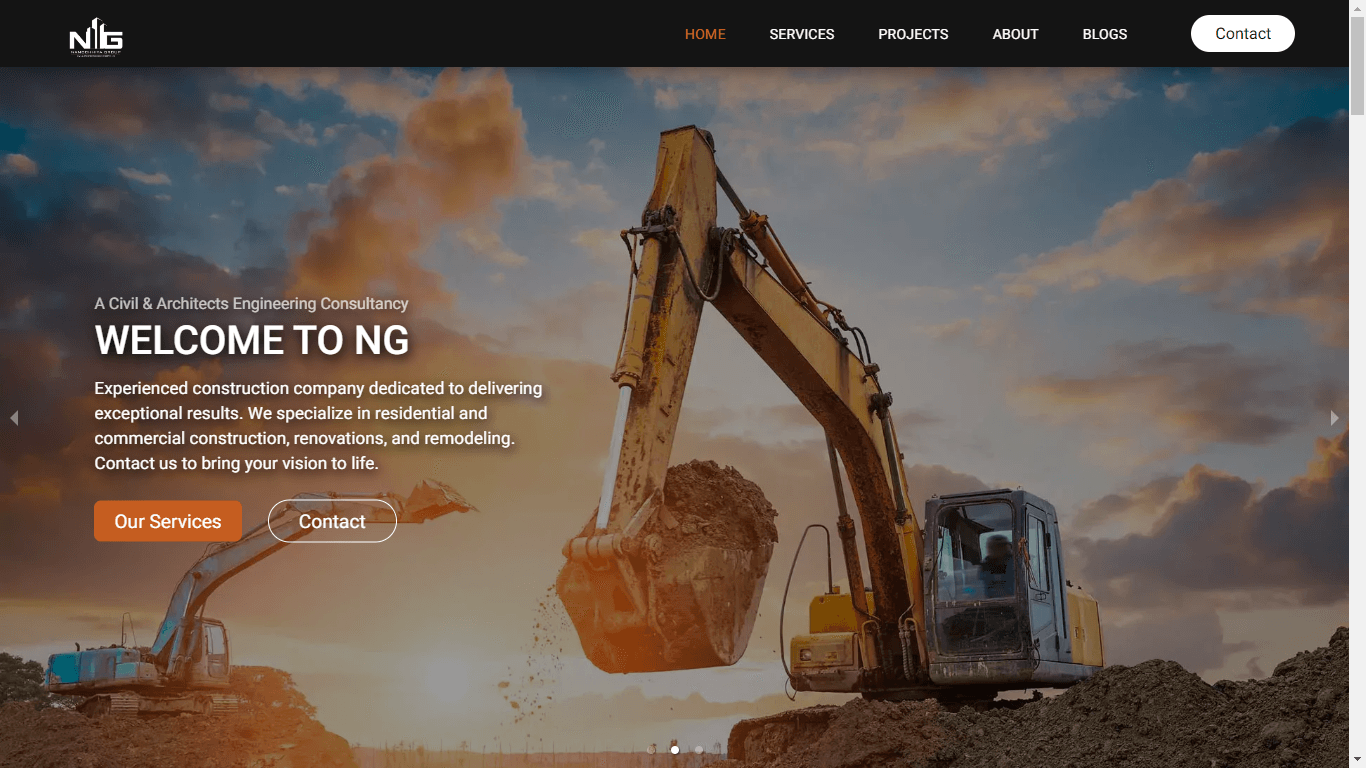 NG
HOME
SERVICES
PROJECTS
ABOUT
BLOGS
Contact
A Civil & Architects Engineering Consultancy
WELCOME TO NG
Experienced construction company dedicated to delivering
exceptional results. We specialize in residential and
commercial construction, renovations, and remodeling.
Contact us to bring your vision to life.
Our Services
Contact